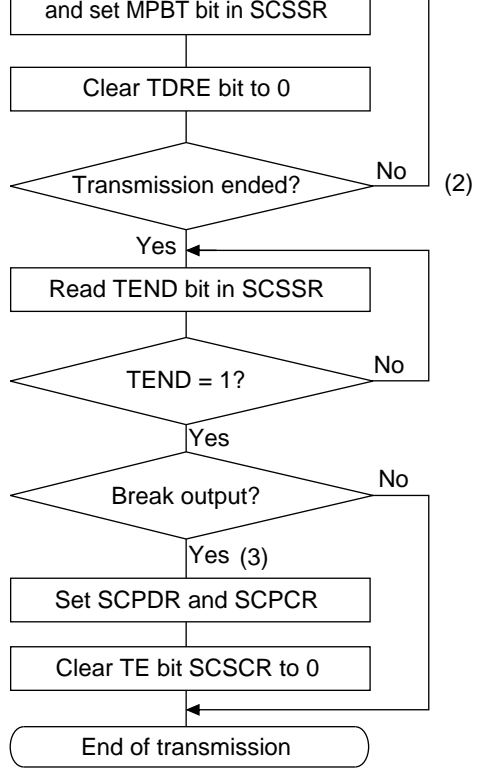 and set MPBT bit in SCSSR
Clear TDRE bit to 0
Transmission ended?
No
(2)
Yes
Read TEND bit in SCSSR
TEND = 1?
No
Yes
Break output?
No
Yes (3)
Set SCPDR and SCPCR
Clear TE bit SCSCR to 0
End of transmission